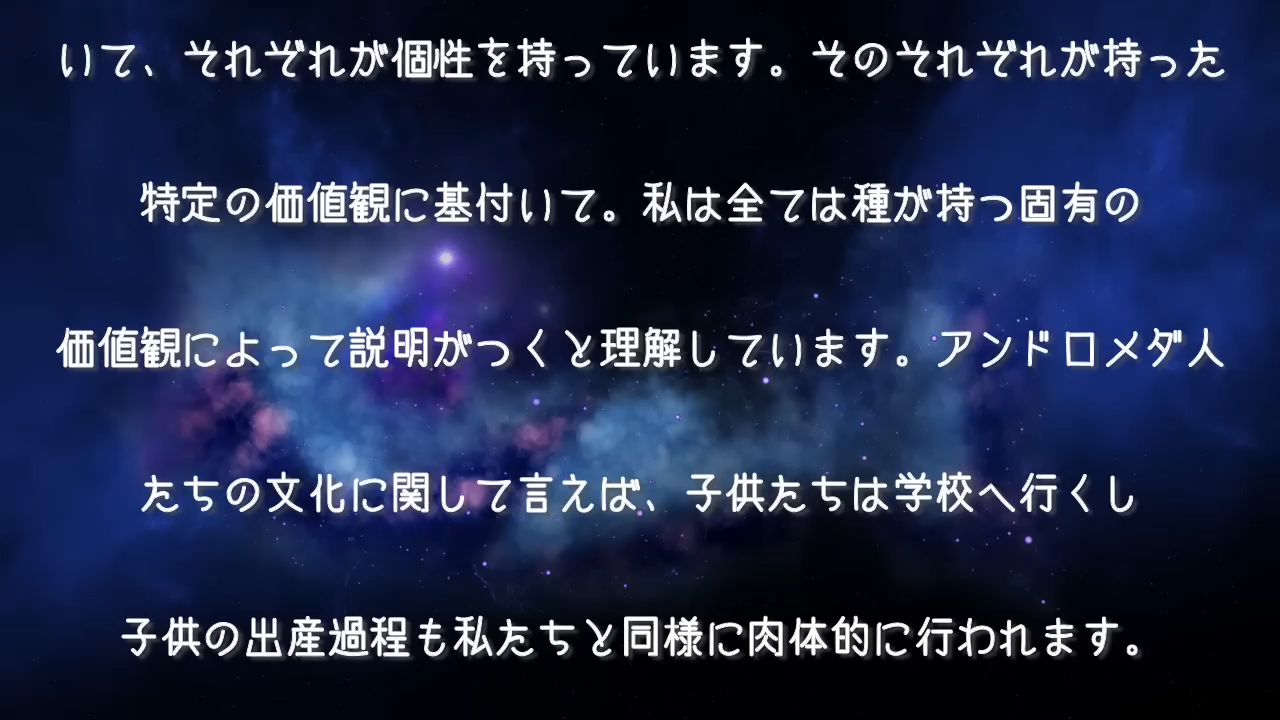 いて、それぞれが個性を持っています。そのそれぞれが持った
特定の価値観に基付いて。私は全ては種が持つ固有の
価値観によって説明がつくと理解しています。アンドロメダ人
たちの文化に関して言えば、子供たちは学校へ行くし
子供の出産過程も私たちと同様に肉体的に行われます。